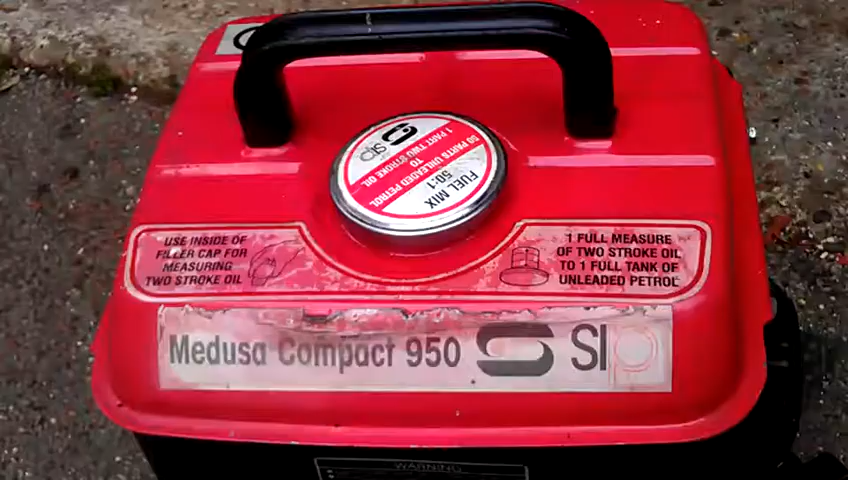 SIP
FUEL MIX
50:1
50 PARTS UNLEADED PETROL
TO
1 PART TWO STROKE OIL
USE INSIDE OF
FILLER CAP FOR
MEASURING
TWO STROKE OIL
1 FULL MEASURE
OF TWO STROKE OIL
TO 1 FULL TANK OF
UNLEADED PETROL
Medusa Compact 950 SIP
WARNING